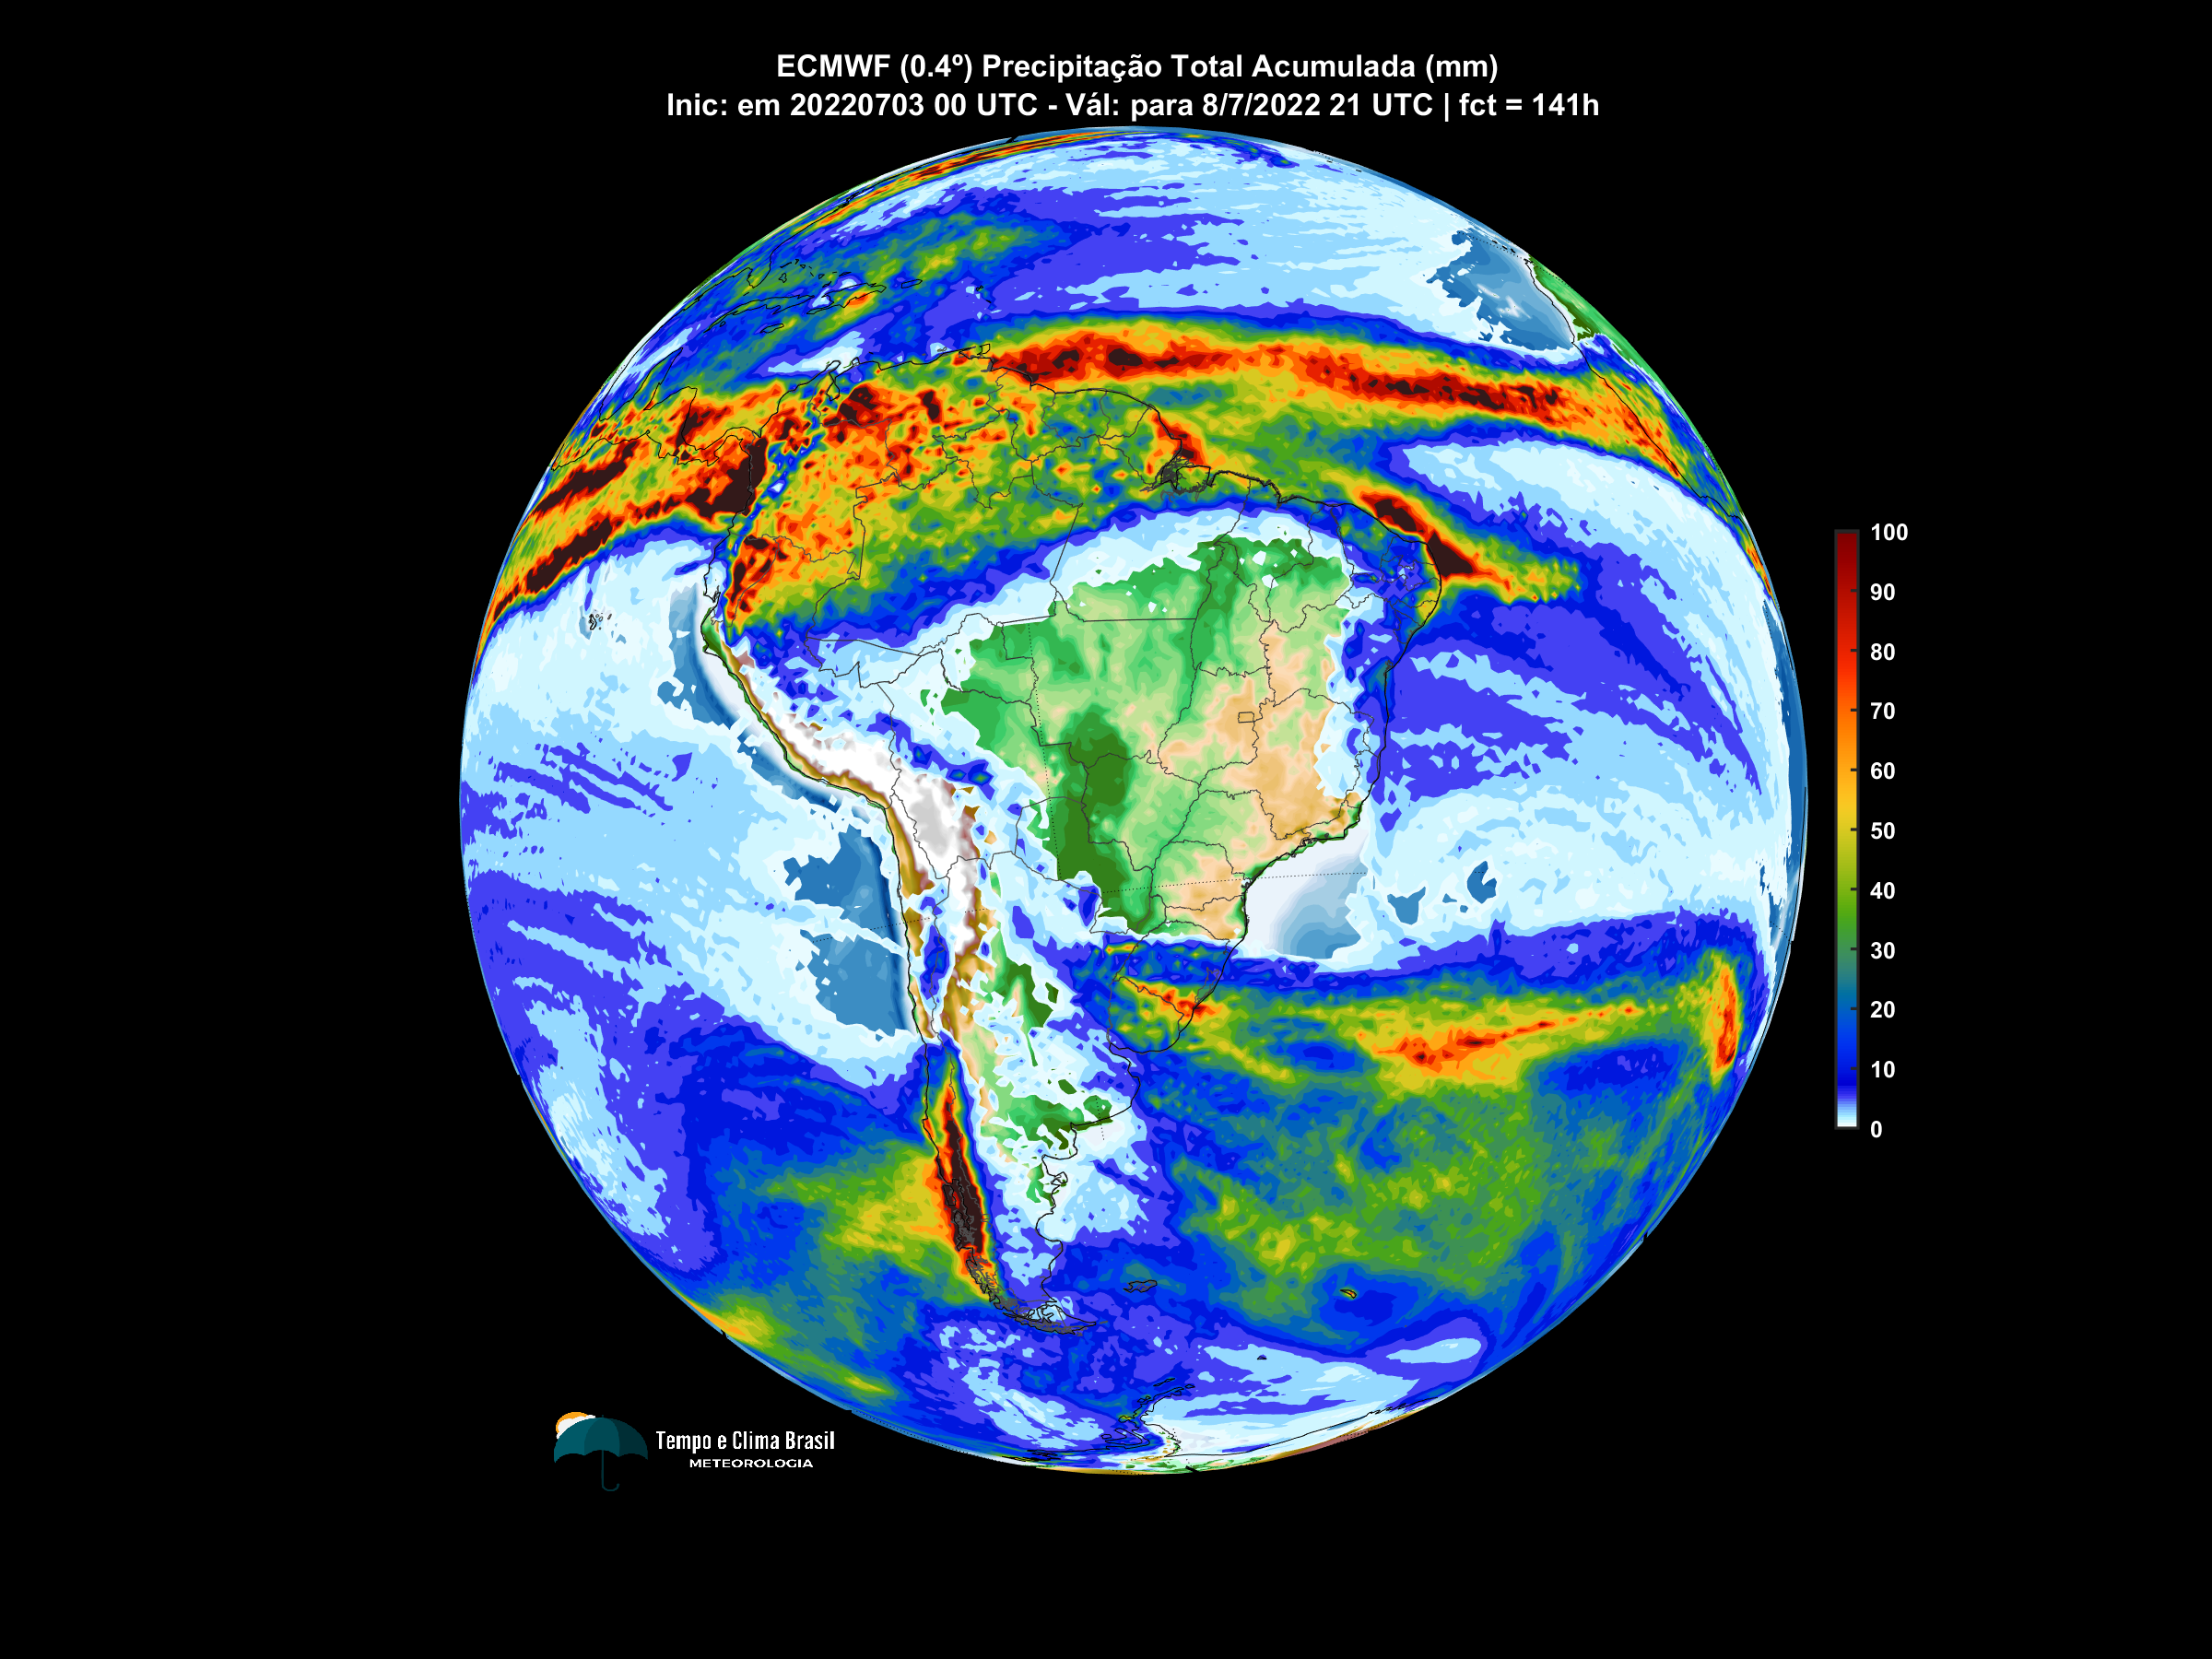 ECMWF (0.4º) Precipitação Total Acumulada (mm)
Inic: em 20220703 00 UTC - Vál: para 8/7/2022 21 UTC | fct = 141h
100
90
80
70
60
50
40
30
20
10
0
Tempo e Clima Brasil
METEOROLOGIA